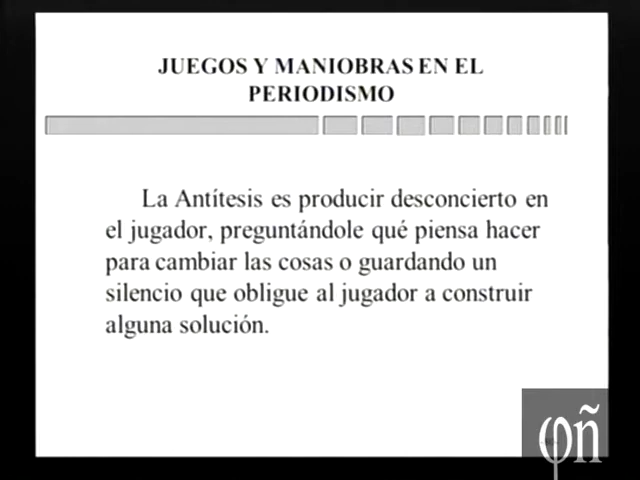 JUEGOS Y MANIOBRAS EN EL
PERIODISMO
La Antítesis es producir desconcierto en
el jugador, preguntándole qué piensa hacer
para cambiar las cosas o guardando un
silencio que obligue al jugador a construir
alguna solución.
φñ